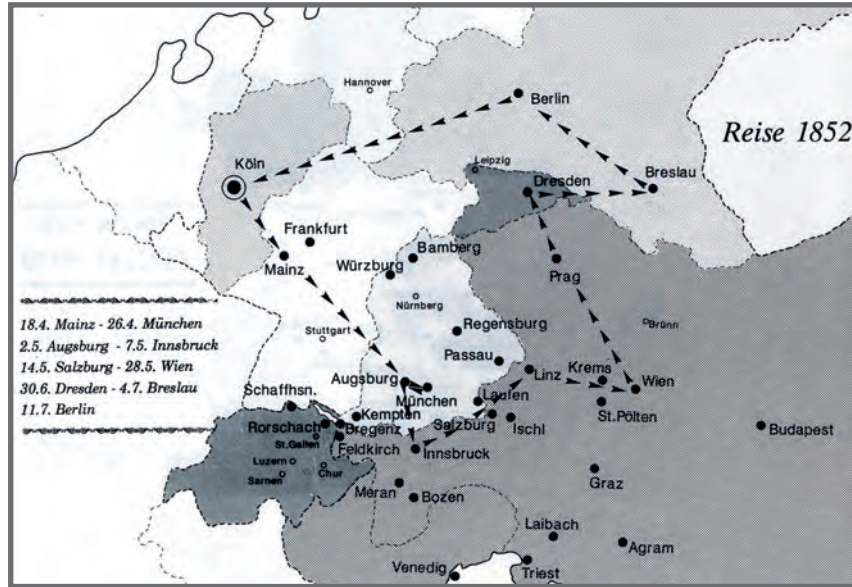 Hannover
Berlin
Reise 1852
Köln
Leipzig
Dresden
Breslau
Frankfurt
Bamberg
Mainz
Würzburg
Prag
Nürnberg
Brünn
18.4. Mainz - 26.4. München
2.5. Augsburg - 7.5. Innsbruck
14.5. Salzburg - 28.5. Wien
30.6. Dresden - 4.7. Breslau
11.7. Berlin
Stuttgart
Regensburg
Passau
Augsburg
München
Linz
Krems
Wien
Schaffhsn.
Kempten
Laufen
St.Pölten
Rorschach
Bregenz
Salzburg
Ischl
Budapest
St.Gallen
Feldkirch
Innsbruck
Luzern
Chur
Sarnen
Graz
Meran
Bozen
Laibach
Agram
Venedig
Triest